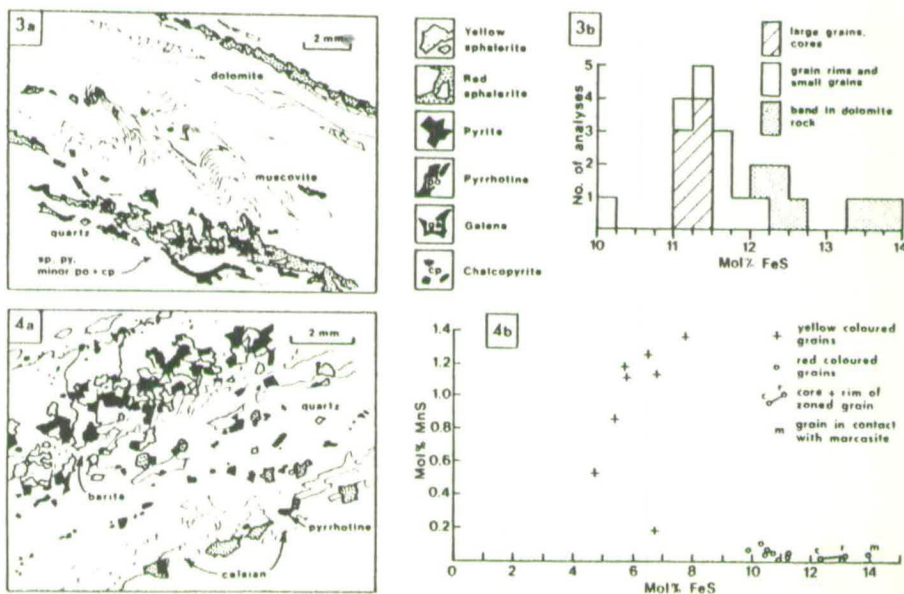 3a
2 mm
dolomite
muscovite
quartz
sp. py.
minor po + cp
Yellow
sphalerite
Red
sphalerite
Pyrite
Pyrrhotine
Galena
cp
Chalcopyrite
3b
large grains,
cores
grain rims and
small grains
band in dolomite
rock
No. of analyses
5
4
3
2
1
10
11
12
13
14
Mol% FeS
4a
2 mm
quartz
barite
pyrrhotine
celsian
4b
yellow coloured
grains
red coloured
grains
r
c
core + rim of
zoned grain
m
grain in contact
with marcasite
Mol% MnS
1.4
1.2
1.0
0.8
0.6
0.4
0.2
c
r
m
0
2
4
6
8
10
12
14
Mol% FeS